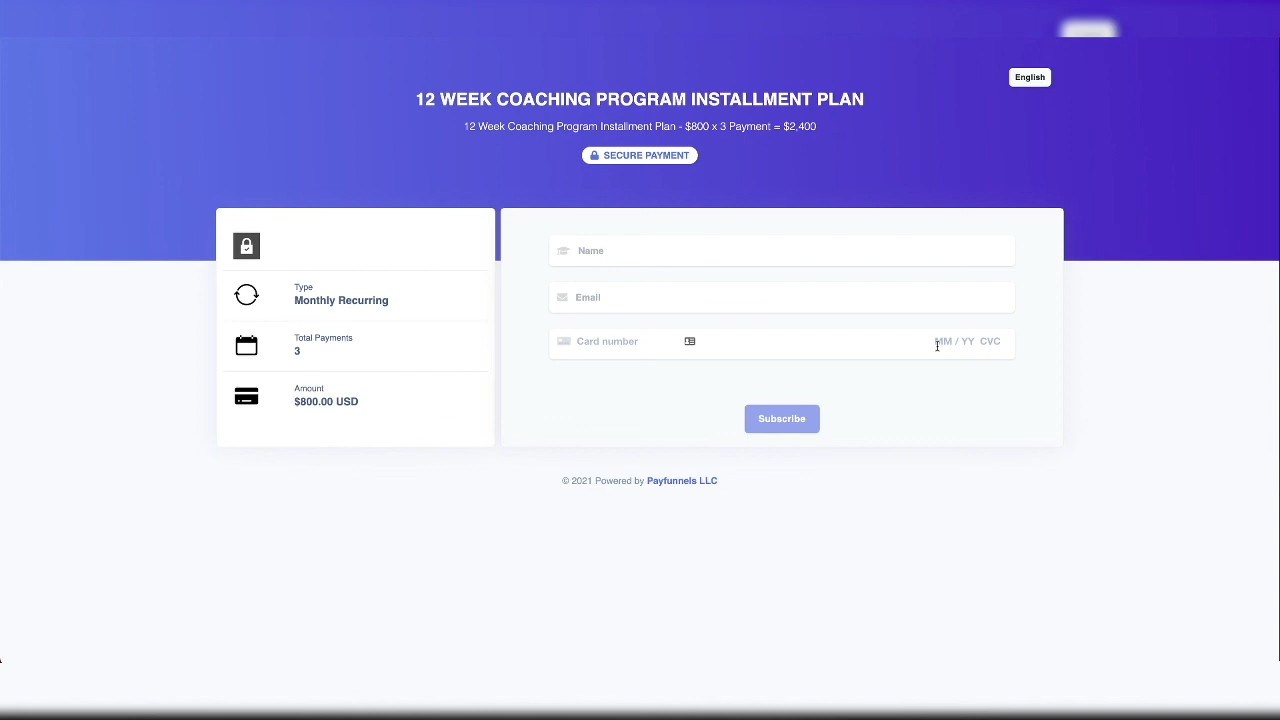 English
12 WEEK COACHING PROGRAM INSTALLMENT PLAN
12 Week Coaching Program Installment Plan - $800 x 3 Payment = $2,400
SECURE PAYMENT
Type
Monthly Recurring
Total Payments
3
Amount
$800.00 USD
Name
Email
Card number MM / YY CVC
Subscribe
© 2021 Powered by Payfunnels LLC